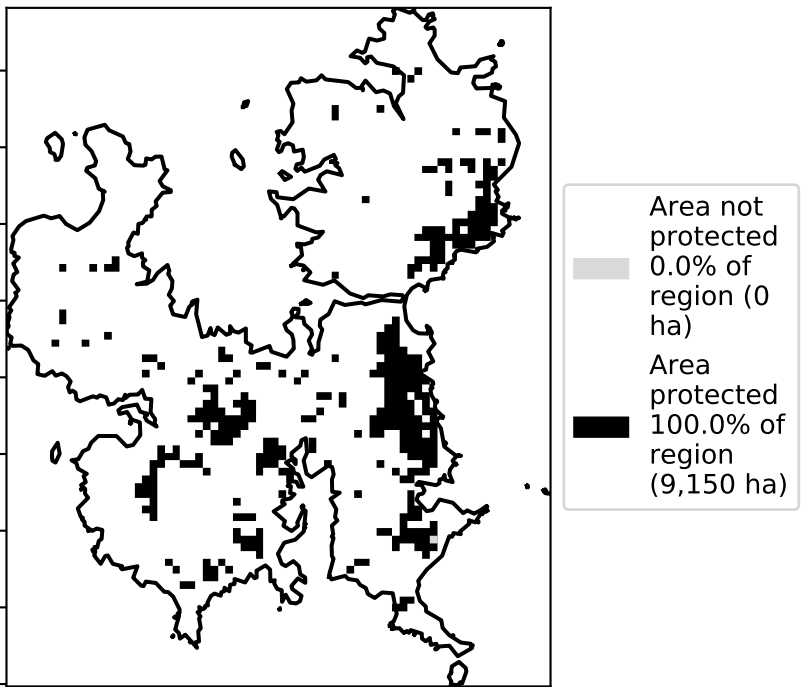 Area not
protected
0.0% of
region (0
ha)
Area
protected
100.0% of
region
(9,150 ha)